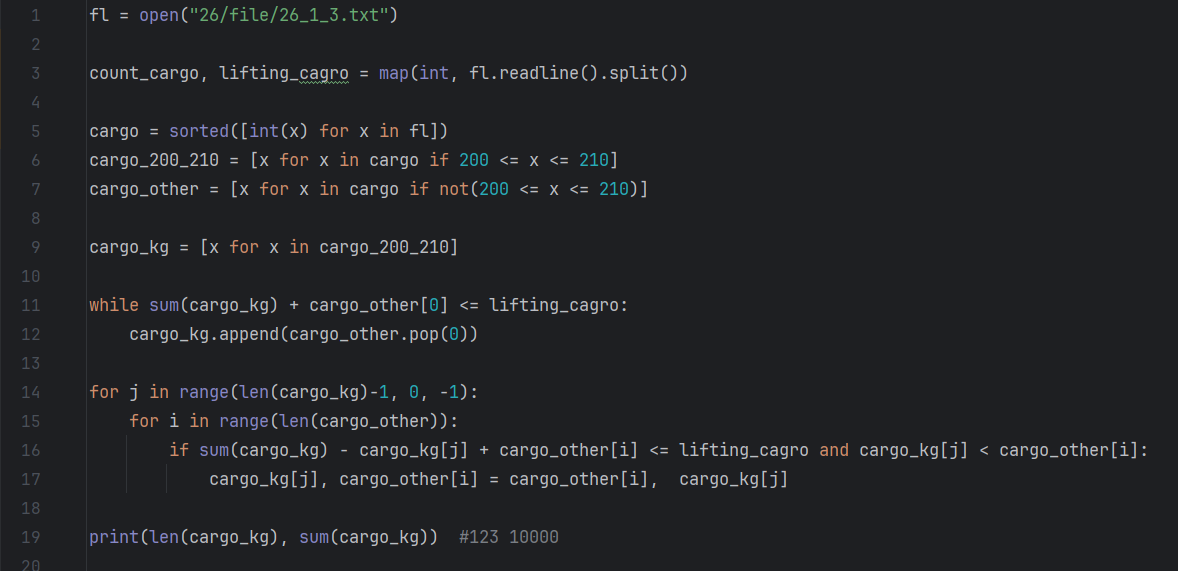 1 fl = open("26/file/26_1_3.txt")
2
3 count_cargo, lifting_cagro = map(int, fl.readline().split())
4
5 cargo = sorted([int(x) for x in fl])
6 cargo_200_210 = [x for x in cargo if 200 <= x <= 210]
7 cargo_other = [x for x in cargo if not(200 <= x <= 210)]
8
9 cargo_kg = [x for x in cargo_200_210]
10
11 while sum(cargo_kg) + cargo_other[0] <= lifting_cagro:
12     cargo_kg.append(cargo_other.pop(0))
13
14 for j in range(len(cargo_kg)-1, 0, -1):
15     for i in range(len(cargo_other)):
16         if sum(cargo_kg) - cargo_kg[j] + cargo_other[i] <= lifting_cagro and cargo_kg[j] < cargo_other[i]:
17             cargo_kg[j], cargo_other[i] = cargo_other[i],  cargo_kg[j]
18
19 print(len(cargo_kg), sum(cargo_kg))  #123 10000
20